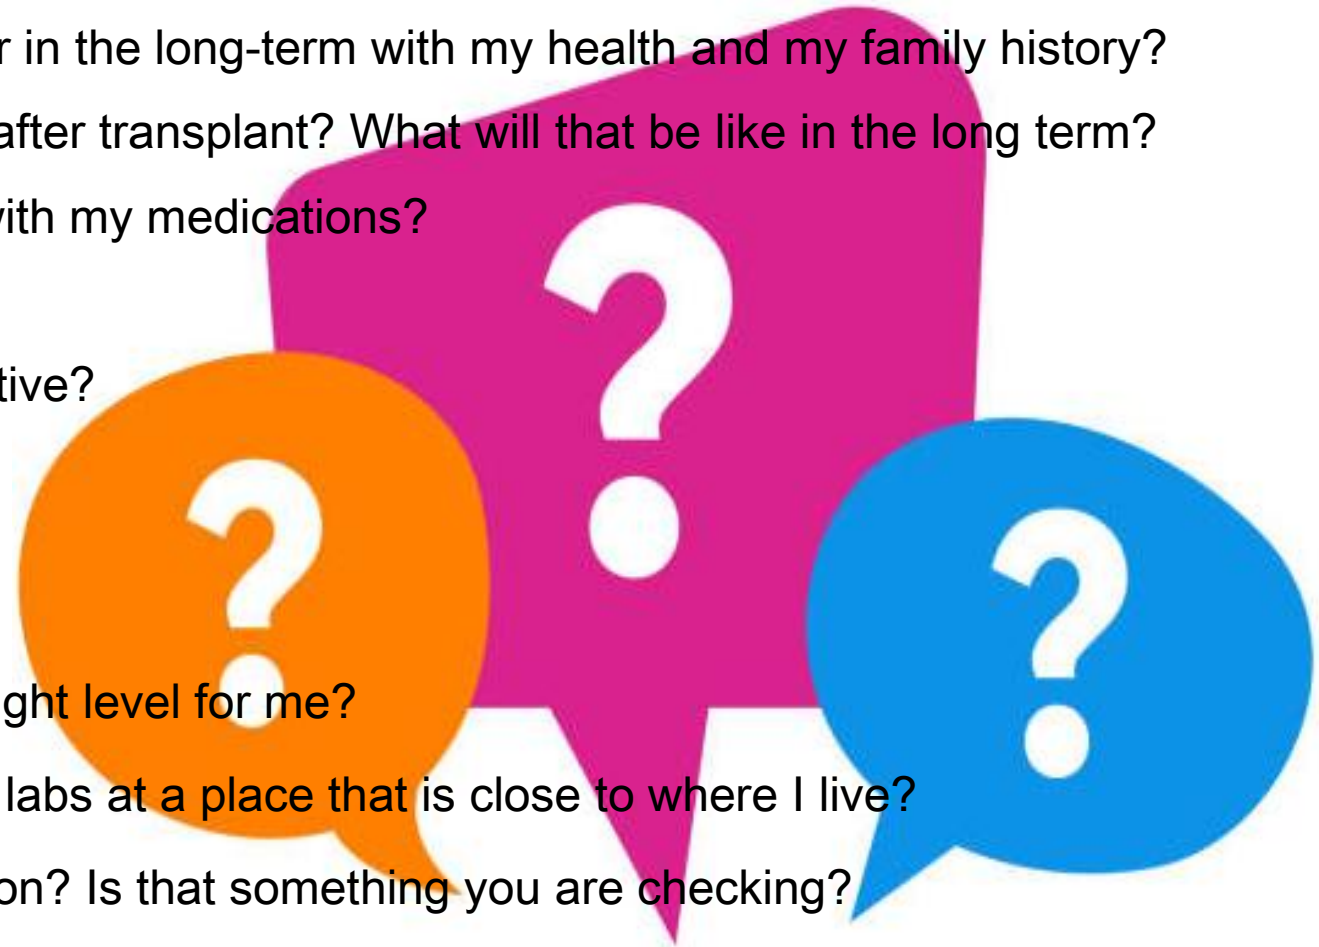 in the long-term with my health and my family history?
after transplant? What will that be like in the long term?
with my medications?
?
?
ght level for me?
?
labs at a place that is close to where I live?
on? Is that something you are checking?
tive?
?